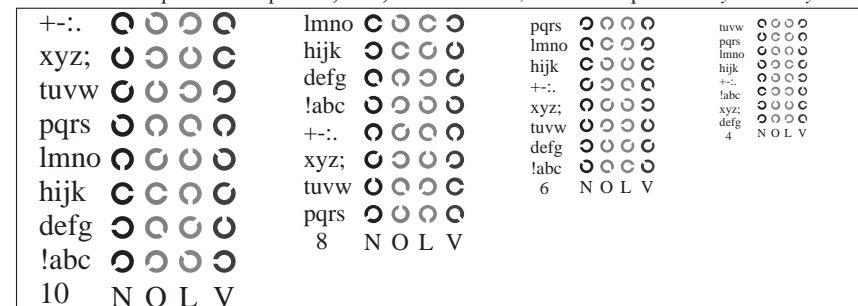 +-:.
xyz;
tuvw
pqrs
lmno
hijk
defg
!abc
10 N O L V
lmno
hijk
defg
!abc
+-:.
xyz;
tuvw
pqrs
8 N O L V
pqrs
lmno
hijk
+-:.
xyz;
tuvw
defg
!abc
6 N O L V
tuvw
pqrs
lmno
hijk
+-:.
!abc
xyz;
defg
4 N O L V